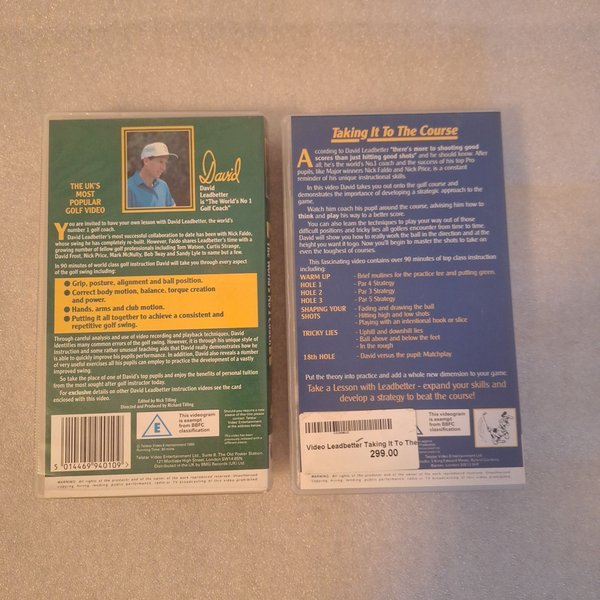 THE UK'S
MOST
POPULAR
GOLF VIDEO
David
David
Leadbetter
is "The World's No 1
Golf Coach"
You are invited to have your own lesson with David Leadbetter, the world's
number 1 golf coach.
David Leadbetter's most successful collaboration to date has been with Nick Faldo,
whose swing he has completely re-built. However, Faldo shares Leadbetter's time with a
growing number of fellow golf professionals including Tom Watson, Curtis Strange,
David Frost, Nick Price, Mark McNulty, Bob Tway and Sandy Lyle to name but a few.
In 90 minutes of world class golf instruction David will take you through every aspect
of the golf swing including:
Grip, posture, alignment and ball position.
Correct body motion, balance, torque creation
and power.
Hands, arms and club motion.
Putting it all together to achieve a consistent and
repetitive golf swing.
Through careful analysis and use of video recording and playback techniques, David
identifies many common errors of the golf swing. However, it is through his unique style of
instruction and some rather unusual teaching aids that David really demonstrates how he
is able to quickly improve his pupils performance. In addition, David also reveals a number
of very useful exercises all his pupils can employ to practice the development of a vastly
improved swing.
So take the place of one of David's top pupils and enjoy the benefits of personal tuition
from the most sought after golf instructor today.
For exclusive details on other David Leadbetter instruction videos see the card
enclosed with this video.
Edited by Nick Tilling
Directed and Produced by Richard Tilling
5 014469 940109
E
This videogram
is exempt
from BBFC
classification
Telstar Video Entertainment Ltd., Suite 8, The Old Power Station,
121 Mortlake High Street, London SW14 8SN
Distributed in the UK by BMG Records (UK) Ltd
Taking It To The Course
According to David Leadbetter "there's more to shooting good
scores than just hitting good shots" and he should know. After
all, he's the world's No.1 coach and the success of his top Pro
pupils, like Major winners Nick Faldo and Nick Price, is a constant
reminder of his unique instructional skills.
In this video David takes you out onto the golf course and
demonstrates the importance of developing a strategic approach to the
game.
Watch him coach his pupil around the course, advising him how to
think and play his way to a better score.
You can also learn the techniques to play your way out of those
difficult positions and tricky lies all golfers encounter from time to time.
David will show you how to really work the ball in the direction and at the
height you want it to go. Now you'll begin to master the shots to take on
even the toughest of courses.
This fascinating video contains over 90 minutes of top class instruction
including:
WARM UP - Brief routines for the practice tee and putting green.
HOLE 1 - Par 4 Strategy
HOLE 2 - Par 3 Strategy
HOLE 3 - Par 5 Strategy
SHAPING YOUR - Fading and drawing the ball
SHOTS - Hitting high and low shots
- Playing with an intentional hook or slice
TRICKY LIES - Uphill and downhill lies
- Ball above and below the feet
- In the rough
18th HOLE - David versus the pupil: Matchplay.
Put the theory into practice and add a whole new dimension to your game.
Take a Lesson with Leadbetter - expand your skills and
develop a strategy to beat the course!
Video Leadbetter Taking It To The
299.00
This videogram
is exempt
from BBFC
classification